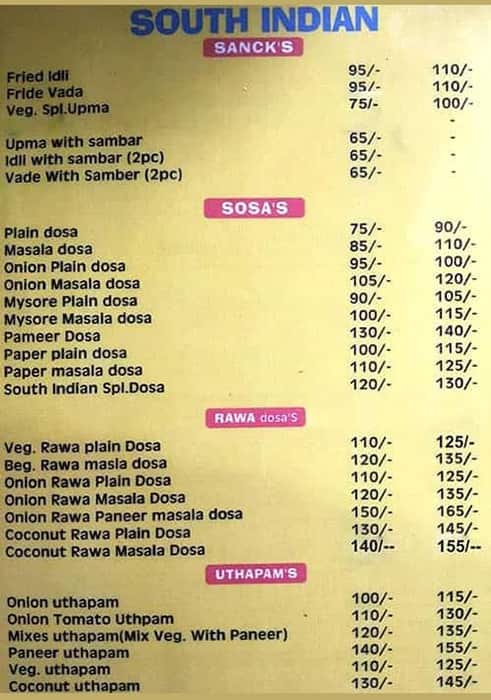 SOUTH INDIAN
SANCK'S
Fried Idli 95/- 110/-
Fride Vada 95/- 110/-
Veg. Spl.Upma 75/- 100/-
-
Upma with sambar 65/- -
Idli with sambar (2pc) 65/- -
Vade With Samber (2pc) 65/- -
SOSA'S
Plain dosa 75/- 90/-
Masala dosa 85/- 110/-
Onion Plain dosa 95/- 100/-
Onion Masala dosa 105/- 120/-
Mysore Plain dosa 90/- 105/-
Mysore Masala dosa 100/- 115/-
Pameer Dosa 130/- 140/-
Paper plain dosa 100/- 115/-
Paper masala dosa 110/- 125/-
South Indian Spl.Dosa 120/- 130/-
RAWA dosa'S
Veg. Rawa plain Dosa 110/- 125/-
Beg. Rawa masla dosa 120/- 135/-
Onion Rawa Plain Dosa 110/- 125/-
Onion Rawa Masala Dosa 120/- 135/-
Onion Rawa Paneer masala dosa 150/- 165/-
Coconut Rawa Plain Dosa 130/- 145/-
Coconut Rawa Masala Dosa 140/-- 155/--
UTHAPAM'S
Onion uthapam 100/- 115/-
Onion Tomato Uthpam 110/- 130/-
Mixes uthapam(Mix Veg. With Paneer) 120/- 135/-
Paneer uthapam 140/- 155/-
Veg. uthapam 110/- 125/-
Coconut uthapam 130/- 145/-